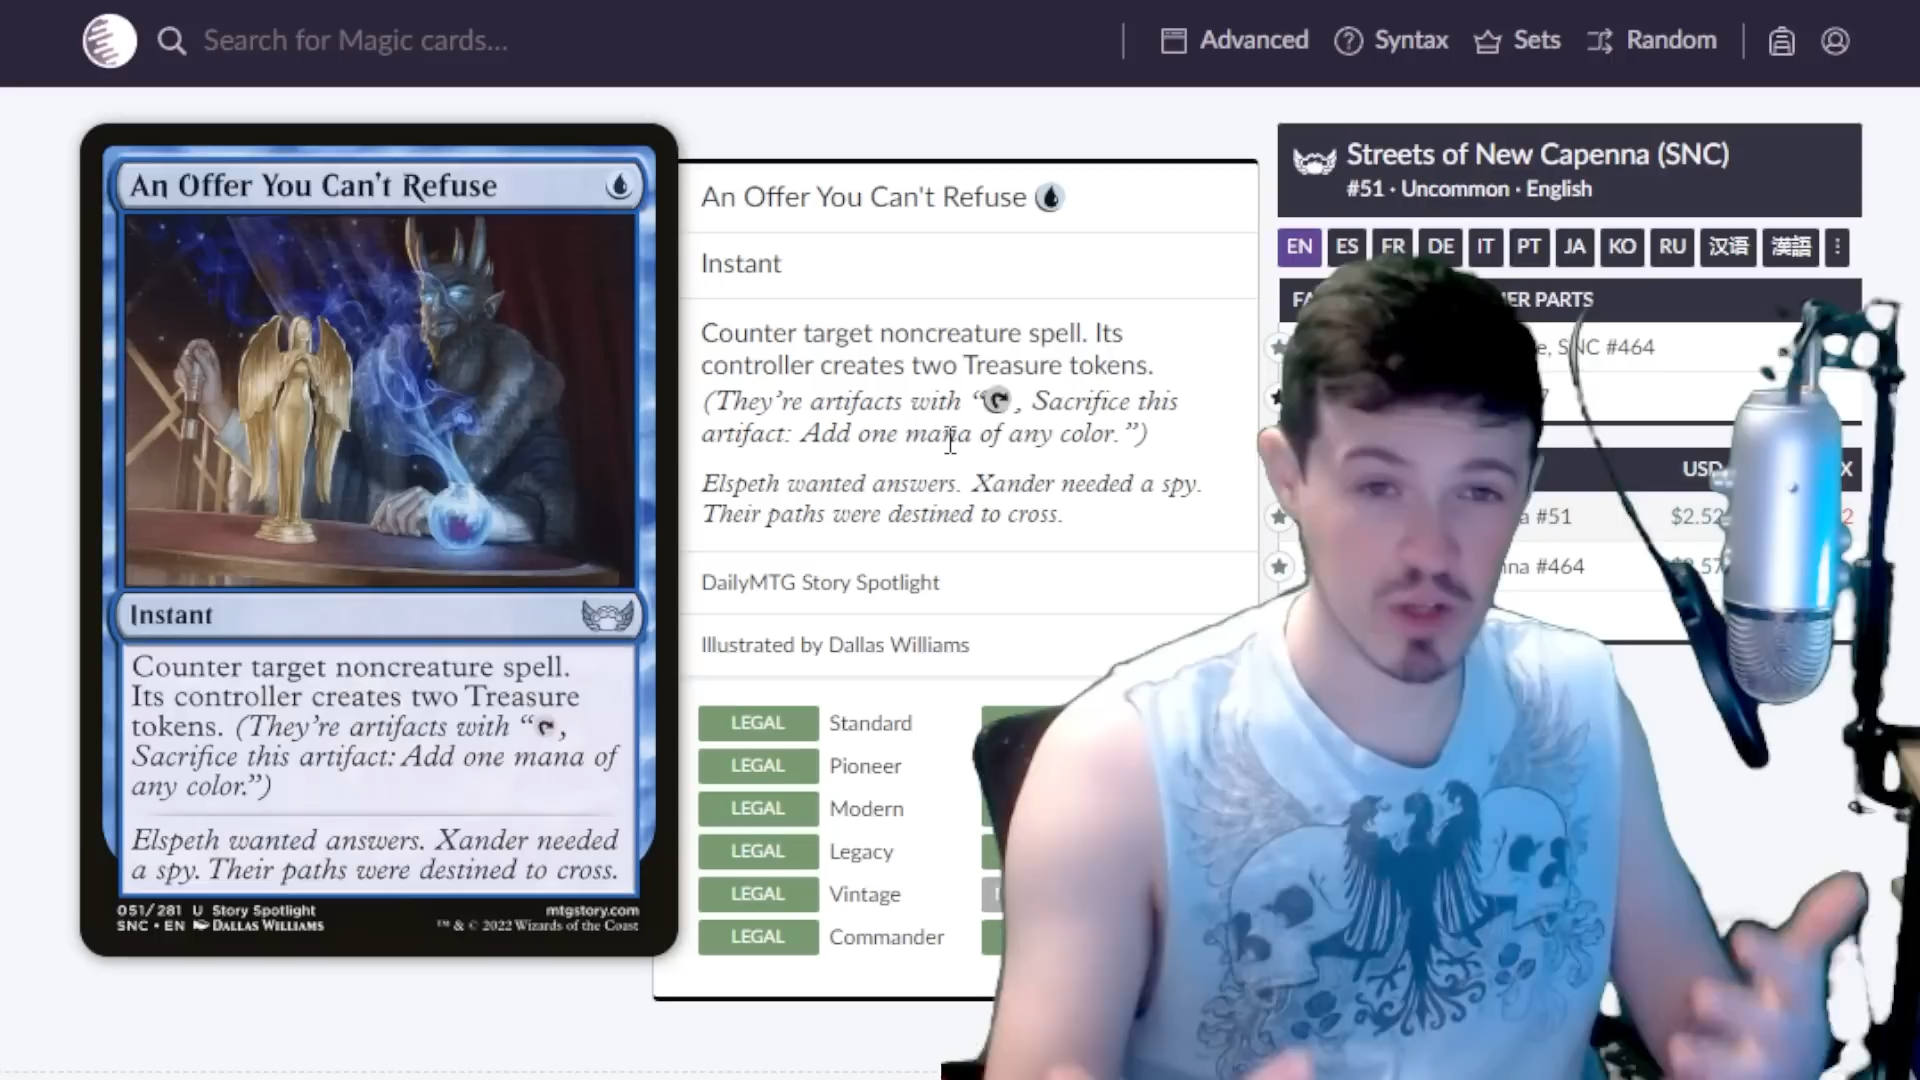 Search for Magic cards...
Advanced
Syntax
Sets
Random
An Offer You Can't Refuse
Instant
Counter target noncreature spell.
Its controller creates two Treasure
tokens. (They're artifacts with “
,
Sacrifice this artifact: Add one mana of
any color.”)
Elspeth wanted answers. Xander needed
a spy. Their paths were destined to cross.
051/281 U Story Spotlight
SNC • EN DALLAS WILLIAMS
mtgstory.com
™ & © 2022 Wizards of the Coast
An Offer You Can't Refuse
Instant
Counter target noncreature spell. Its
controller creates two Treasure tokens.
(They’re artifacts with “
, Sacrifice this
artifact: Add one mana of any color.”)
Elspeth wanted answers. Xander needed a spy.
Their paths were destined to cross.
DailyMTG Story Spotlight
Illustrated by Dallas Williams
LEGAL Standard
LEGAL Pioneer
LEGAL Modern
LEGAL Legacy
LEGAL Vintage
LEGAL Commander
Streets of New Capenna (SNC)
#51 · Uncommon · English
EN ES FR DE IT PT JA KO RU 汉语 漢語
PARTS
#464
USD
#51 $2.52
#464